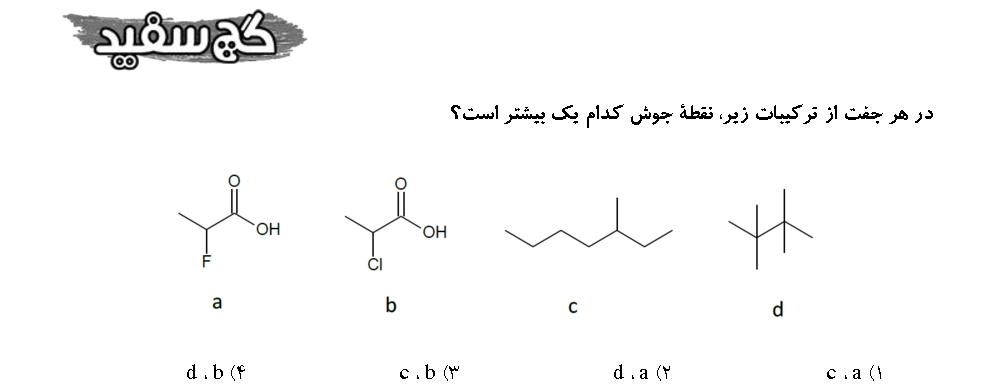 گچ سفید
در هر جفت از ترکیبات زیر، نقطهٔ جوش کدام یک بیشتر است؟
O
OH
F
O
OH
Cl
a
b
c
d
۱) c ، a
۲) d ، a
۳) c ، b
۴) d ، b